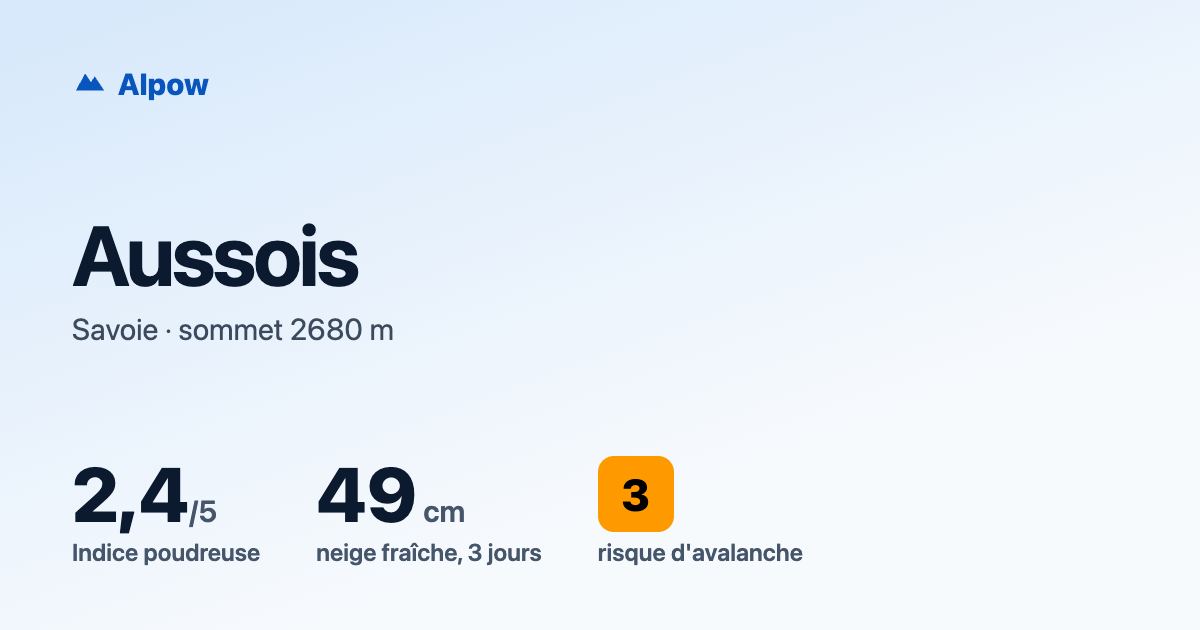 Alpow
Aussois
Savoie · sommet 2680 m
2,4/5
Indice poudreuse
49 cm
neige fraîche, 3 jours
3
risque d'avalanche